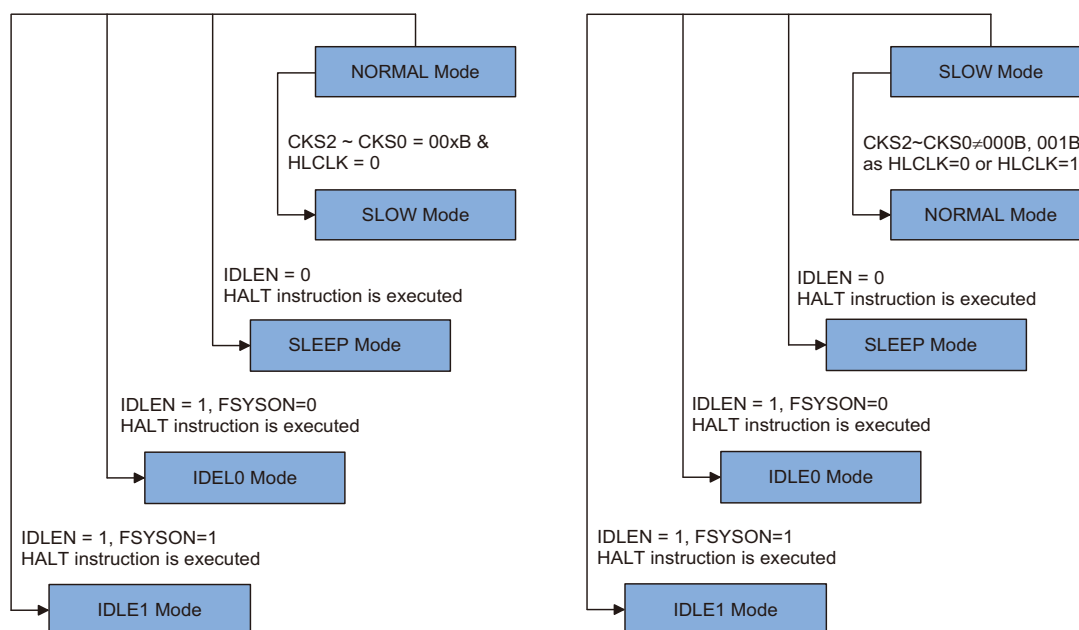 NORMAL Mode
CKS2 ~ CKS0 = 00xB &
HLCLK = 0
SLOW Mode
IDLEN = 0
HALT instruction is executed
SLEEP Mode
IDLEN = 1, FSYSON=0
HALT instruction is executed
IDEL0 Mode
IDLEN = 1, FSYSON=1
HALT instruction is executed
IDLE1 Mode
SLOW Mode
CKS2~CKS0≠000B, 001B
as HLCLK=0 or HLCLK=1
NORMAL Mode
IDLEN = 0
HALT instruction is executed
SLEEP Mode
IDLEN = 1, FSYSON=0
HALT instruction is executed
IDLE0 Mode
IDLEN = 1, FSYSON=1
HALT instruction is executed
IDLE1 Mode